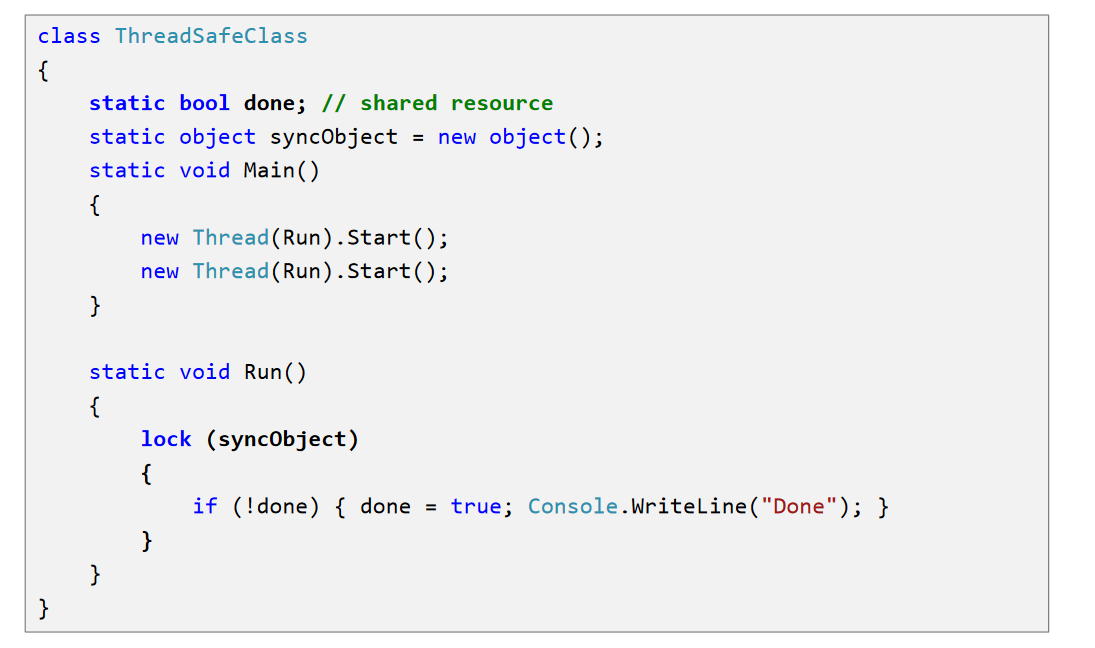 class ThreadSafeClass
{
    static bool done; // shared resource
    static object syncObject = new object();
    static void Main()
    {
        new Thread(Run).Start();
        new Thread(Run).Start();
    }

    static void Run()
    {
        lock (syncObject)
        {
            if (!done) { done = true; Console.WriteLine("Done"); }
        }
    }
}